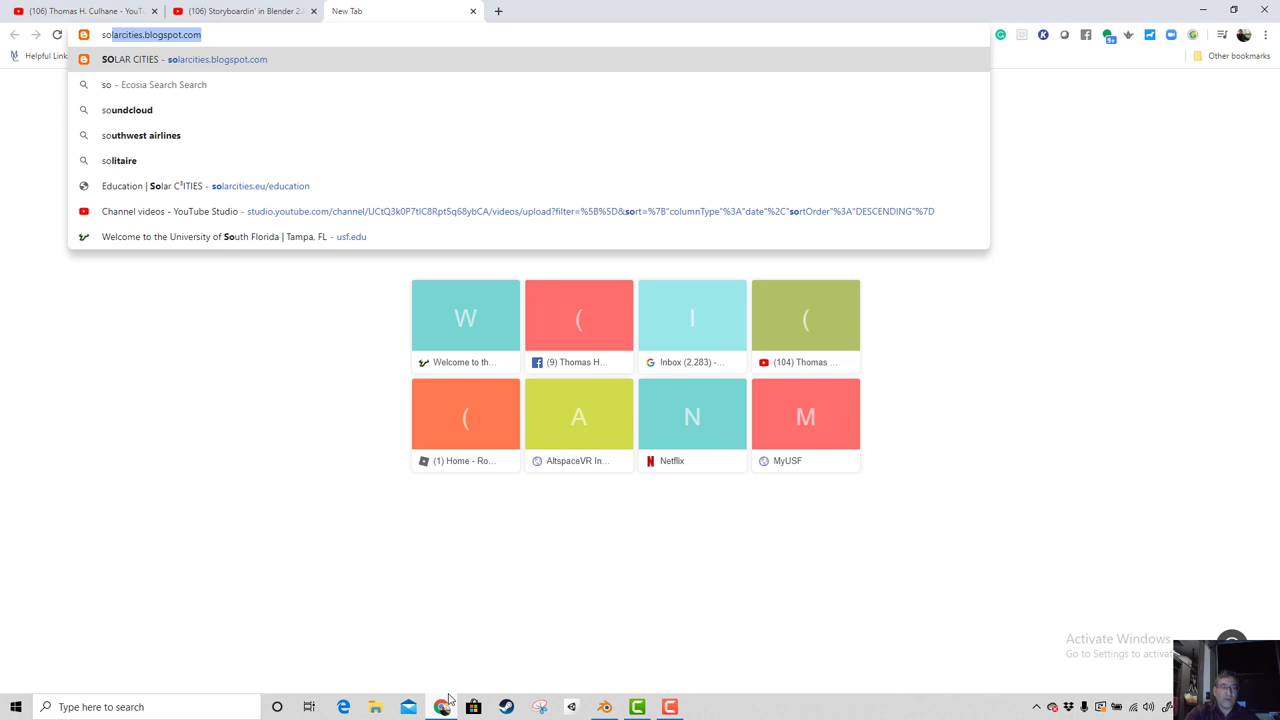 (106) Thomas H. Culhane - YouT
(106) Storyboardin' in Blender 2.8
New Tab
solarcities.blogspot.com
Helpful Link
Other bookmarks
SOLAR CITIES - solarcities.blogspot.com
so - Ecosia Search Search
soundcloud
southwest airlines
solitaire
Education | Solar C³ITIES - solarcities.eu/education
Channel videos - YouTube Studio - studio.youtube.com/channel/UCtQ3k0P7tIC8Rpt5q68ybCA/videos/upload?filter=%5B%5D&sort=%7B"columnType"%3A"date"%2C"sortOrder"%3A"DESCENDING"%7D
Welcome to the University of South Florida | Tampa, FL - usf.edu
W
(
I
(
Welcome to th...
(9) Thomas H...
Inbox (2,283) -...
(104) Thomas ...
(
A
N
M
(1) Home - Ro...
AltspaceVR In...
Netflix
MyUSF
Activate Windows
Go to Settings to activat
Type here to search